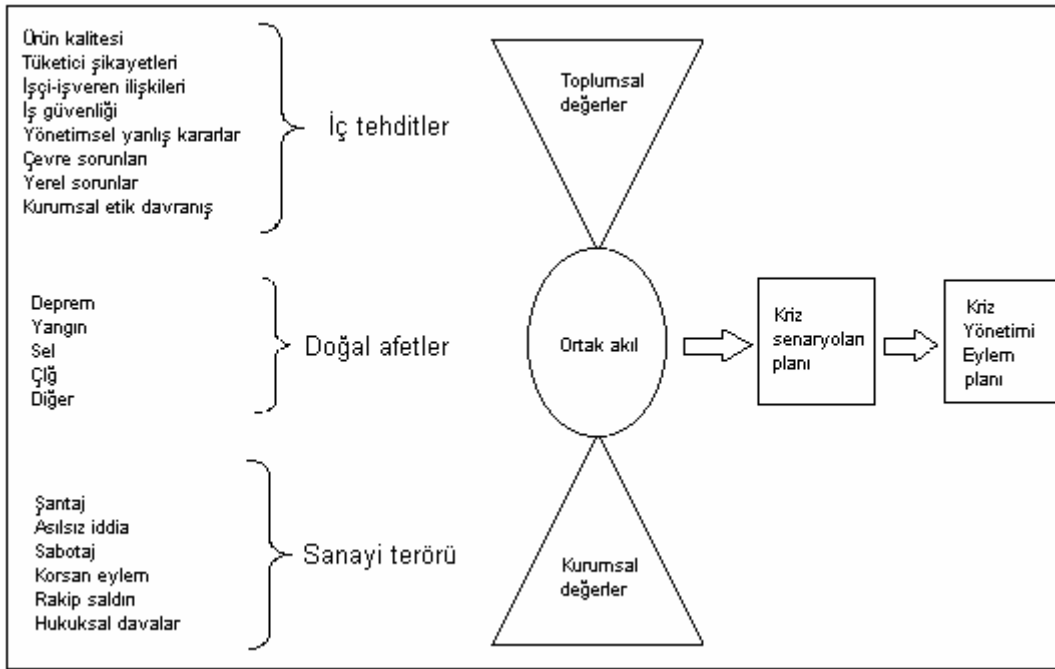 Ürün kalitesi
Tüketici şikayetleri
İşçi-işveren ilişkileri
İş güvenliği
Yönetimsel yanlış kararlar
Çevre sorunları
Yerel sorunlar
Kurumsal etik davranış
İç tehditler
Deprem
Yangın
Sel
Çlğ
Diğer
Doğal afetler
Şantaj
Asılsız iddia
Sabotaj
Korsan eylem
Rakip saldırı
Hukuksal davalar
Sanayi terörü
Toplumsal
değerler
Ortak akıl
Kurumsal
değerler
Kriz
senaryoları
planı
Kriz
Yönetimi
Eylem
planı